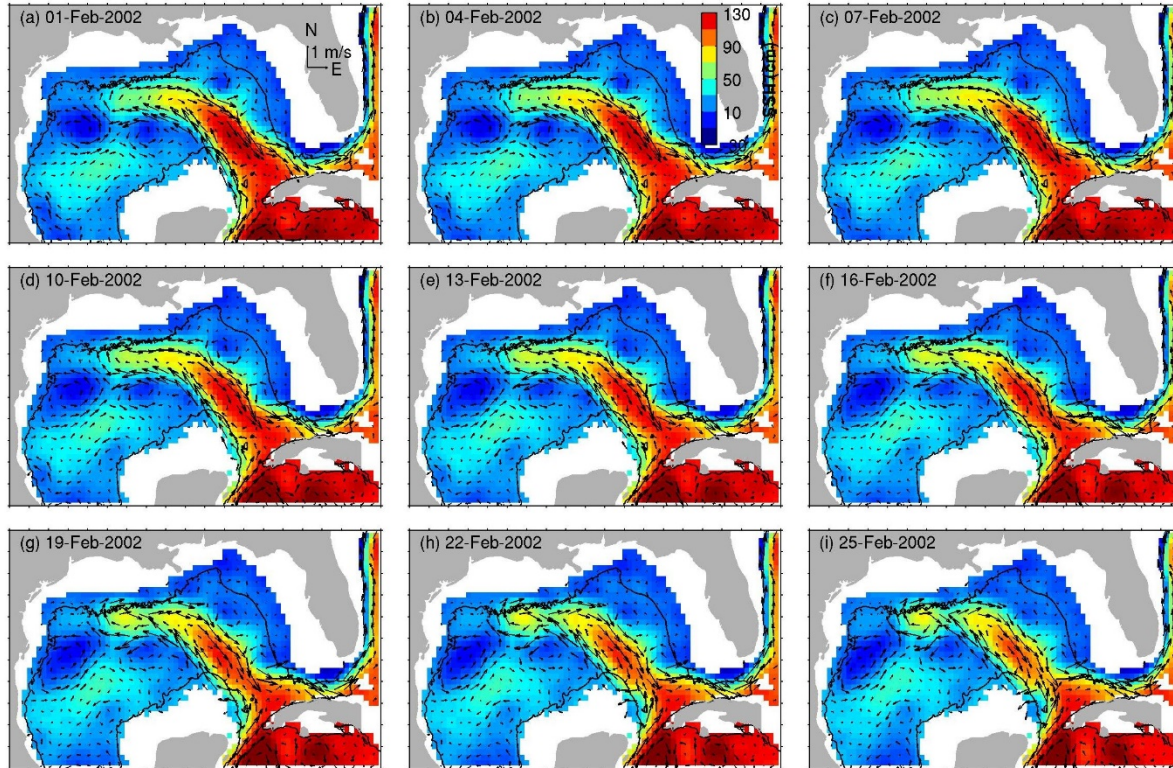 (a) 01-Feb-2002
N
1 m/s
E
(b) 04-Feb-2002
130
90
50
10
(c) 07-Feb-2002
(d) 10-Feb-2002
(e) 13-Feb-2002
(f) 16-Feb-2002
(g) 19-Feb-2002
(h) 22-Feb-2002
(i) 25-Feb-2002